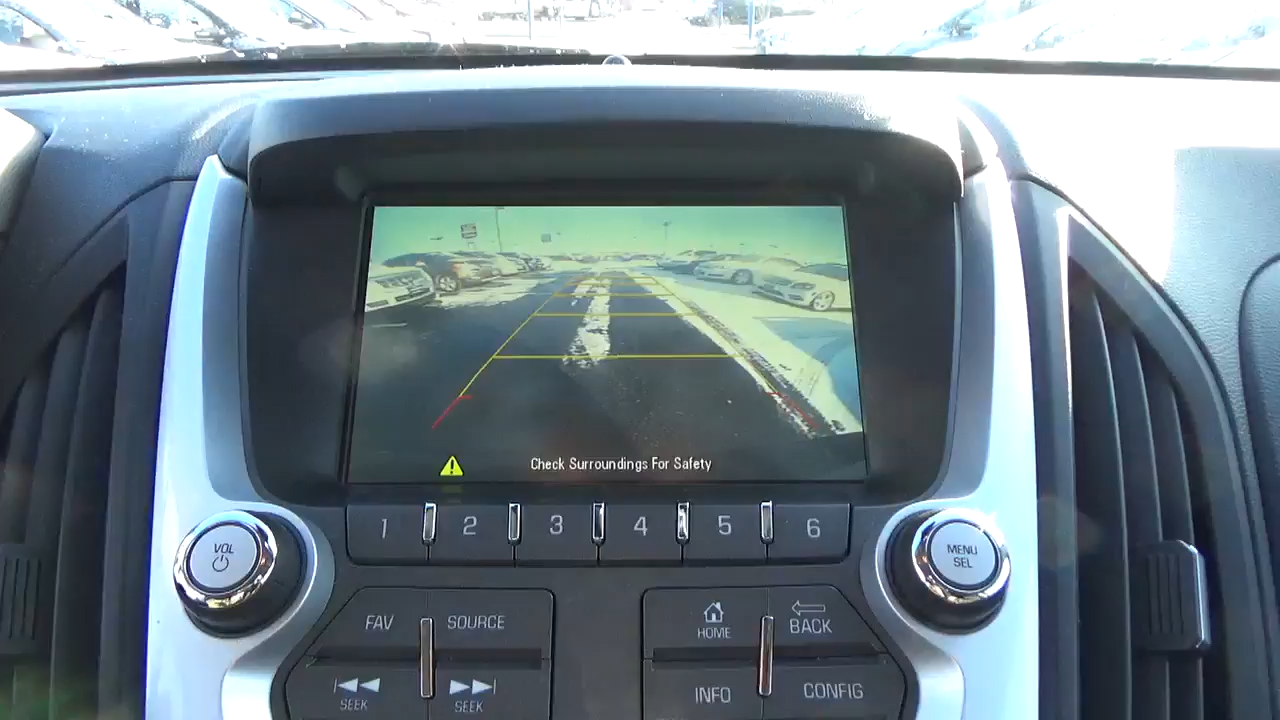 Check Surroundings For Safety
1 2 3 4 5 6
VOL
MENU
SEL
FAV
SOURCE
HOME
BACK
SEEK
SEEK
INFO
CONFIG